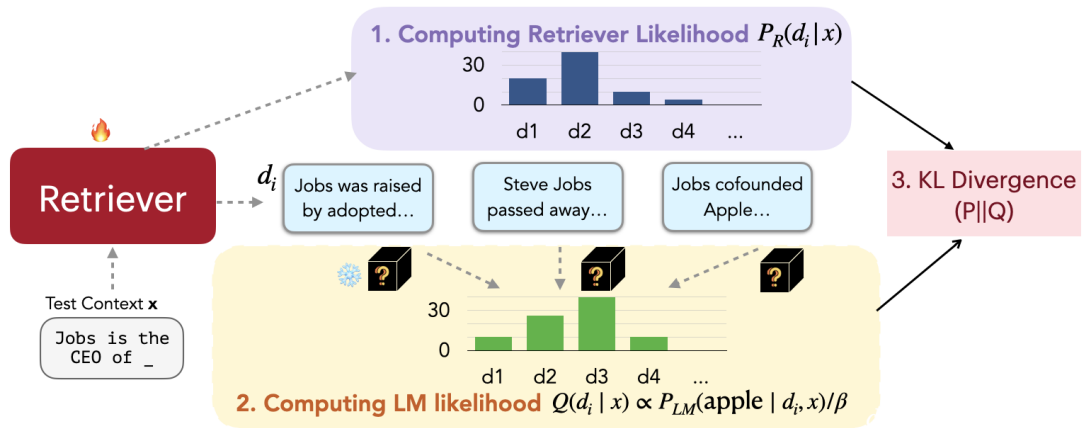 1. Computing Retriever Likelihood P_R(d_i|x)
30
0
d1 d2 d3 d4 ...
Retriever
d_i
Jobs was raised
by adopted...
Steve Jobs
passed away...
Jobs cofounded
Apple...
3. KL Divergence
(P||Q)
? ? ?
Test Context x
Jobs is the
CEO of _
30
0
d1 d2 d3 d4 ...
2. Computing LM likelihood Q(d_i | x) ∝ P_LM(apple | d_i, x)/β